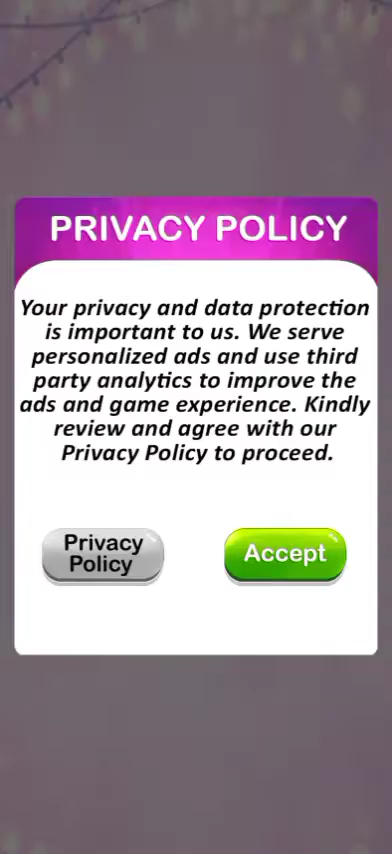 PRIVACY POLICY
Your privacy and data protection
is important to us. We serve
personalized ads and use third
party analytics to improve the
ads and game experience. Kindly
review and agree with our
Privacy Policy to proceed.
Privacy
Policy
Accept